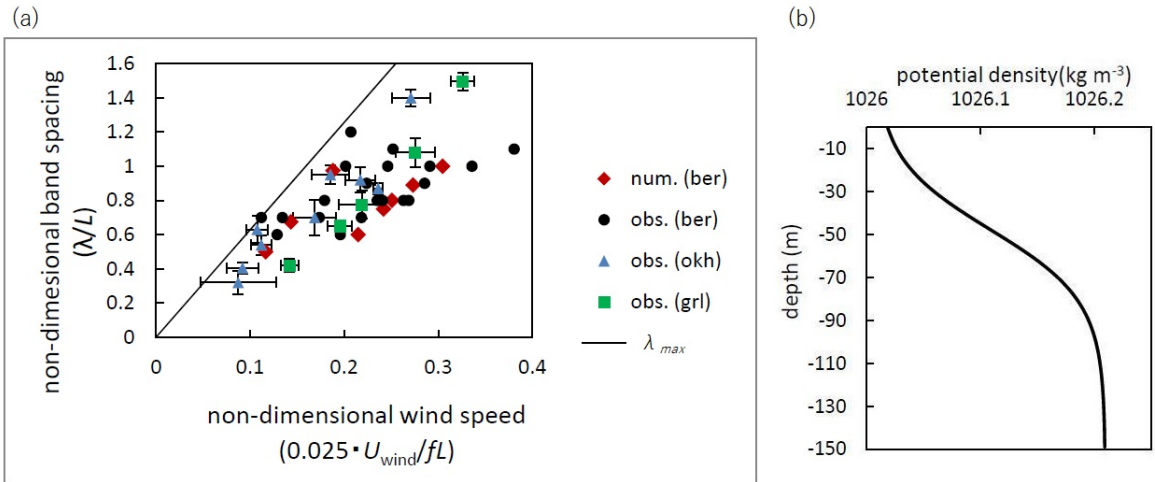 (a)
non-dimesional band spacing
(λ/L)
1.6
1.4
1.2
1
0.8
0.6
0.4
0.2
0
0 0.1 0.2 0.3 0.4
non-dimensional wind speed
(0.025・Uwind/fL)
num. (ber)
obs. (ber)
obs. (okh)
obs. (grl)
λ max
(b)
potential density(kg m-3)
1026 1026.1 1026.2
depth (m)
-10
-30
-50
-70
-90
-110
-130
-150